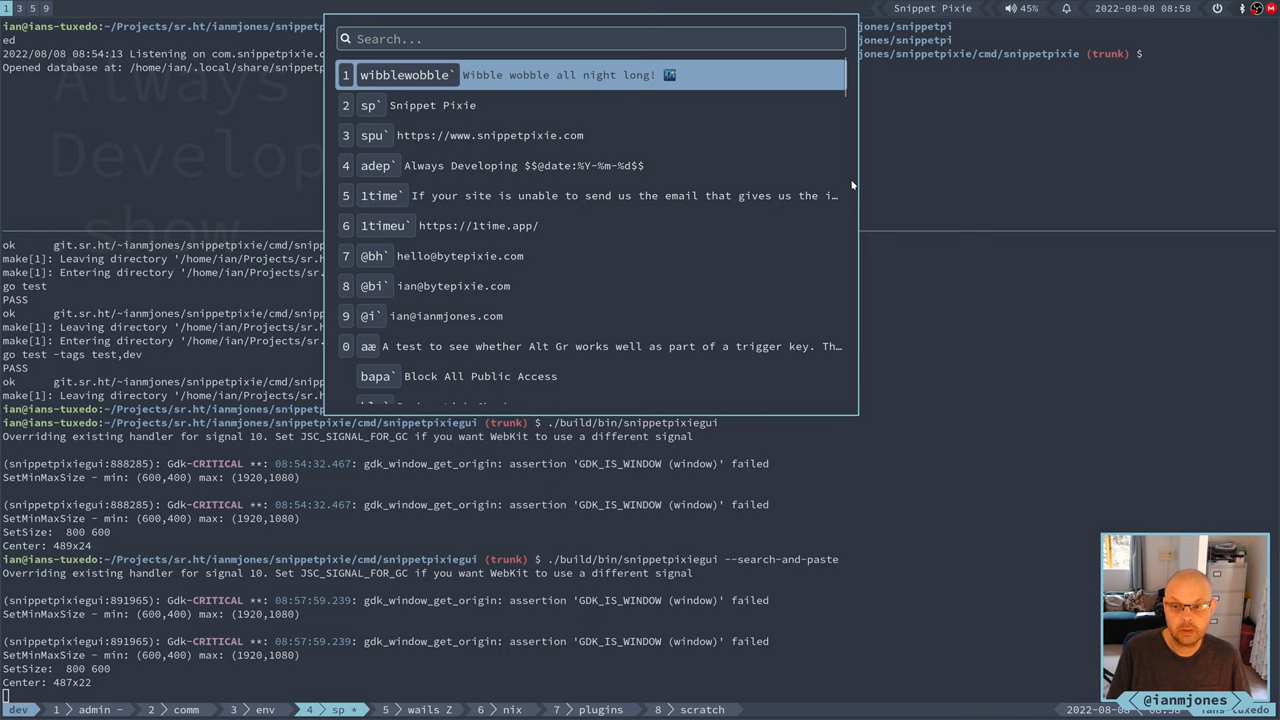 1 3 5 9
Snippet Pixie 45% 2022-08-08 08:58
ian@ians-tuxedo:~/Projects/sr.ht/ianmjones/snippetpi
mjones/snippetpi
ed
mjones/snippetpi
2022/08/08 08:54:13 Listening on com.snippetpixie.c
mjones/snippetpixie/cmd/snippetpixie (trunk) $
Opened database at: /home/ian/.local/share/snippet
Always
Develop
show
Search...
1 wibblewobble` Wibble wobble all night long! 🌃
2 sp` Snippet Pixie
3 spu` https://www.snippetpixie.com
4 adep` Always Developing $$@date:%Y-%m-%d$$
5 1time` If your site is unable to send us the email that gives us the i…
6 1timeu` https://1time.app/
7 @bh` hello@bytepixie.com
8 @bi` ian@bytepixie.com
9 @i` ian@ianmjones.com
0 aæ A test to see whether Alt Gr works well as part of a trigger key. Th…
bapa` Block All Public Access
ok git.sr.ht/~ianmjones/snippetpixie/cmd/snip
make[1]: Leaving directory '/home/ian/Projects/sr.
make[1]: Entering directory '/home/ian/Projects/sr.
go test
PASS
ok git.sr.ht/~ianmjones/snippetpixie/cmd/snip
make[1]: Leaving directory '/home/ian/Projects/sr.
make[1]: Entering directory '/home/ian/Projects/sr.
go test -tags test,dev
PASS
ok git.sr.ht/~ianmjones/snippetpixie/cmd/snip
make[1]: Leaving directory '/home/ian/Projects/sr.
ian@ians-tuxedo:~/Projects/sr.ht/ianmjones/snippet
ian@ians-tuxedo:~/Projects/sr.ht/ianmjones/snippetpixie/cmd/snippetpixiegui (trunk) $ ./build/bin/snippetpixiegui
Overriding existing handler for signal 10. Set JSC_SIGNAL_FOR_GC if you want WebKit to use a different signal
(snippetpixiegui:888285): Gdk-CRITICAL **: 08:54:32.467: gdk_window_get_origin: assertion 'GDK_IS_WINDOW (window)' failed
SetMinMaxSize - min: (600,400) max: (1920,1080)
(snippetpixiegui:888285): Gdk-CRITICAL **: 08:54:32.467: gdk_window_get_origin: assertion 'GDK_IS_WINDOW (window)' failed
SetMinMaxSize - min: (600,400) max: (1920,1080)
SetSize: 800 600
Center: 489x24
ian@ians-tuxedo:~/Projects/sr.ht/ianmjones/snippetpixie/cmd/snippetpixiegui (trunk) $ ./build/bin/snippetpixiegui --search-and-paste
Overriding existing handler for signal 10. Set JSC_SIGNAL_FOR_GC if you want WebKit to use a different signal
(snippetpixiegui:891965): Gdk-CRITICAL **: 08:57:59.239: gdk_window_get_origin: assertion 'GDK_IS_WINDOW (window)' failed
SetMinMaxSize - min: (600,400) max: (1920,1080)
(snippetpixiegui:891965): Gdk-CRITICAL **: 08:57:59.239: gdk_window_get_origin: assertion 'GDK_IS_WINDOW (window)' failed
SetMinMaxSize - min: (600,400) max: (1920,1080)
SetSize: 800 600
Center: 487x22
@ianmjones
dev 1 admin - 2 comm 3 env 4 sp * 5 wails Z 6 nix 7 plugins 8 scratch 2022-08-08